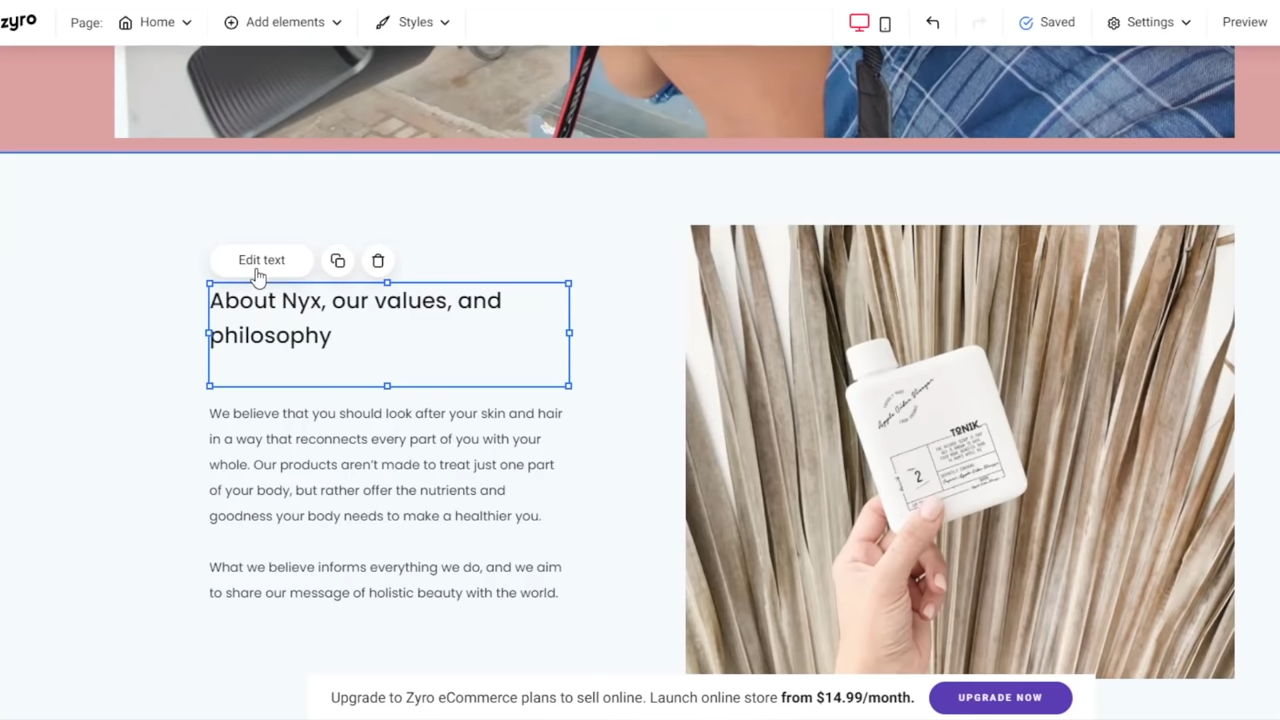 zyro
Page: Home
Add elements
Styles
Saved
Settings
Preview
Edit text
About Nyx, our values, and
philosophy
We believe that you should look after your skin and hair
in a way that reconnects every part of you with your
whole. Our products aren't made to treat just one part
of your body, but rather offer the nutrients and
goodness your body needs to make a healthier you.
What we believe informs everything we do, and we aim
to share our message of holistic beauty with the world.
Apple Cider Vinegar
TONIK
2
Upgrade to Zyro eCommerce plans to sell online. Launch online store from $14.99/month.
UPGRADE NOW